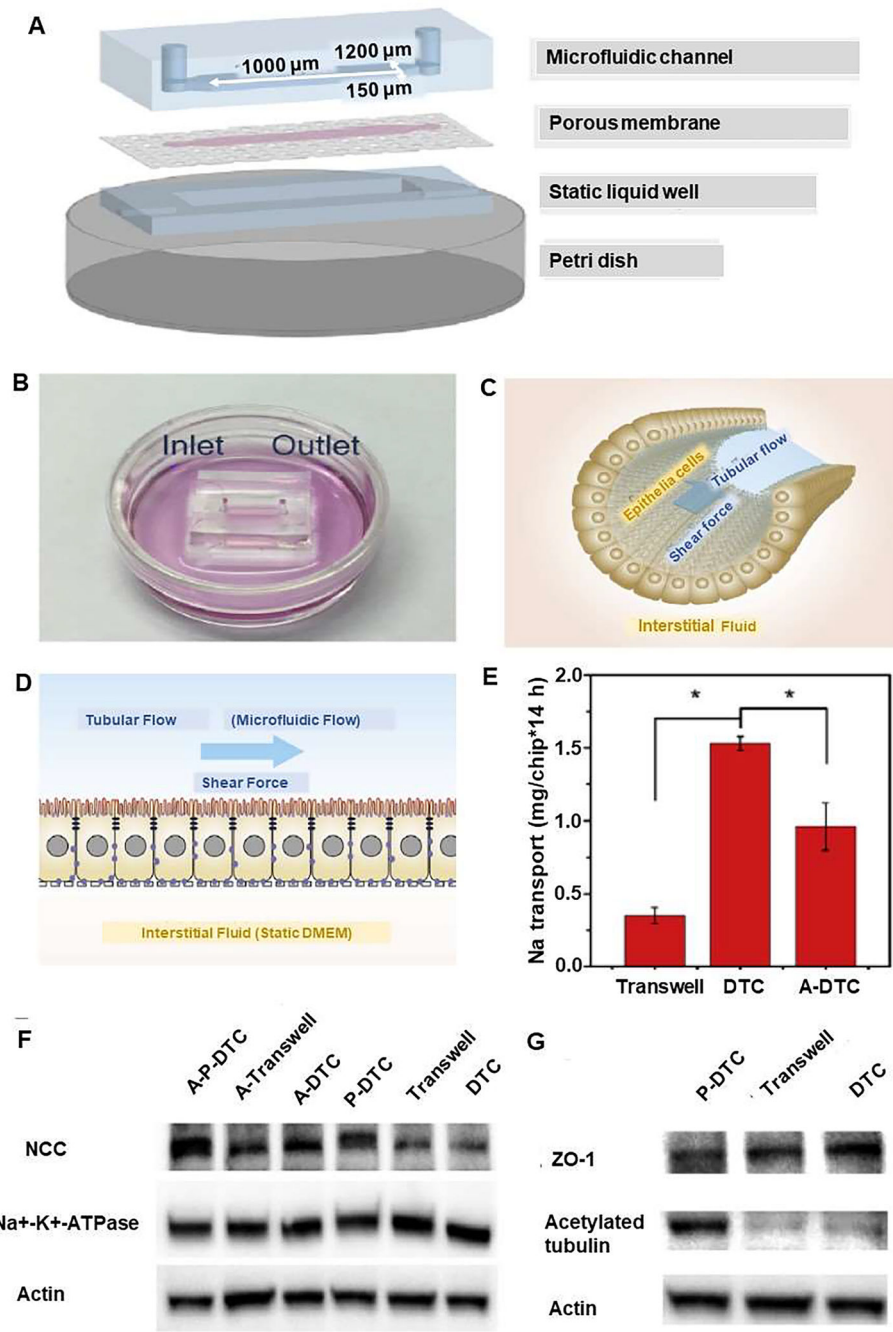 A
1200 µm
1000 µm
150 µm
Microfluidic channel
Porous membrane
Static liquid well
Petri dish
B
Inlet Outlet
C
Epithelia cells
Tubular flow
Shear force
Interstitial Fluid
D
Tubular Flow (Microfluidic Flow)
Shear Force
Interstitial Fluid (Static DMEM)
E
Na transport (mg/chip*14 h)
2.0
1.5
1.0
0.5
0.0
* *
Transwell DTC A-DTC
F
A-P-DTC A-Transwell A-DTC P-DTC Transwell DTC
NCC
Na+-K+-ATPase
Actin
G
P-DTC Transwell DTC
ZO-1
Acetylated
tubulin
Actin